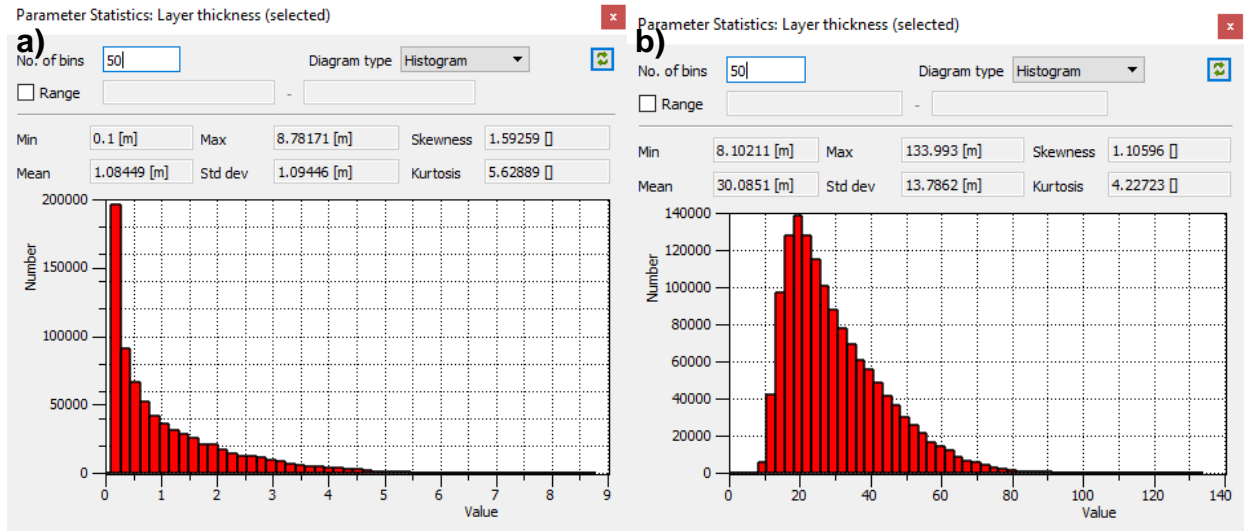 Parameter Statistics: Layer thickness (selected) x
a)
No. of bins 50 Diagram type Histogram
Range -
Min 0.1 [m] Max 8.78171 [m] Skewness 1.59259 []
Mean 1.08449 [m] Std dev 1.09446 [m] Kurtosis 5.62889 []
200000
150000
100000
50000
0
Number
0 1 2 3 4 5 6 7 8 9
Value
Parameter Statistics: Layer thickness (selected) x
b)
No. of bins 50 Diagram type Histogram
Range -
Min 8.10211 [m] Max 133.993 [m] Skewness 1.10596 []
Mean 30.0851 [m] Std dev 13.7862 [m] Kurtosis 4.22723 []
140000
120000
100000
80000
60000
40000
20000
0
Number
0 20 40 60 80 100 120 140
Value